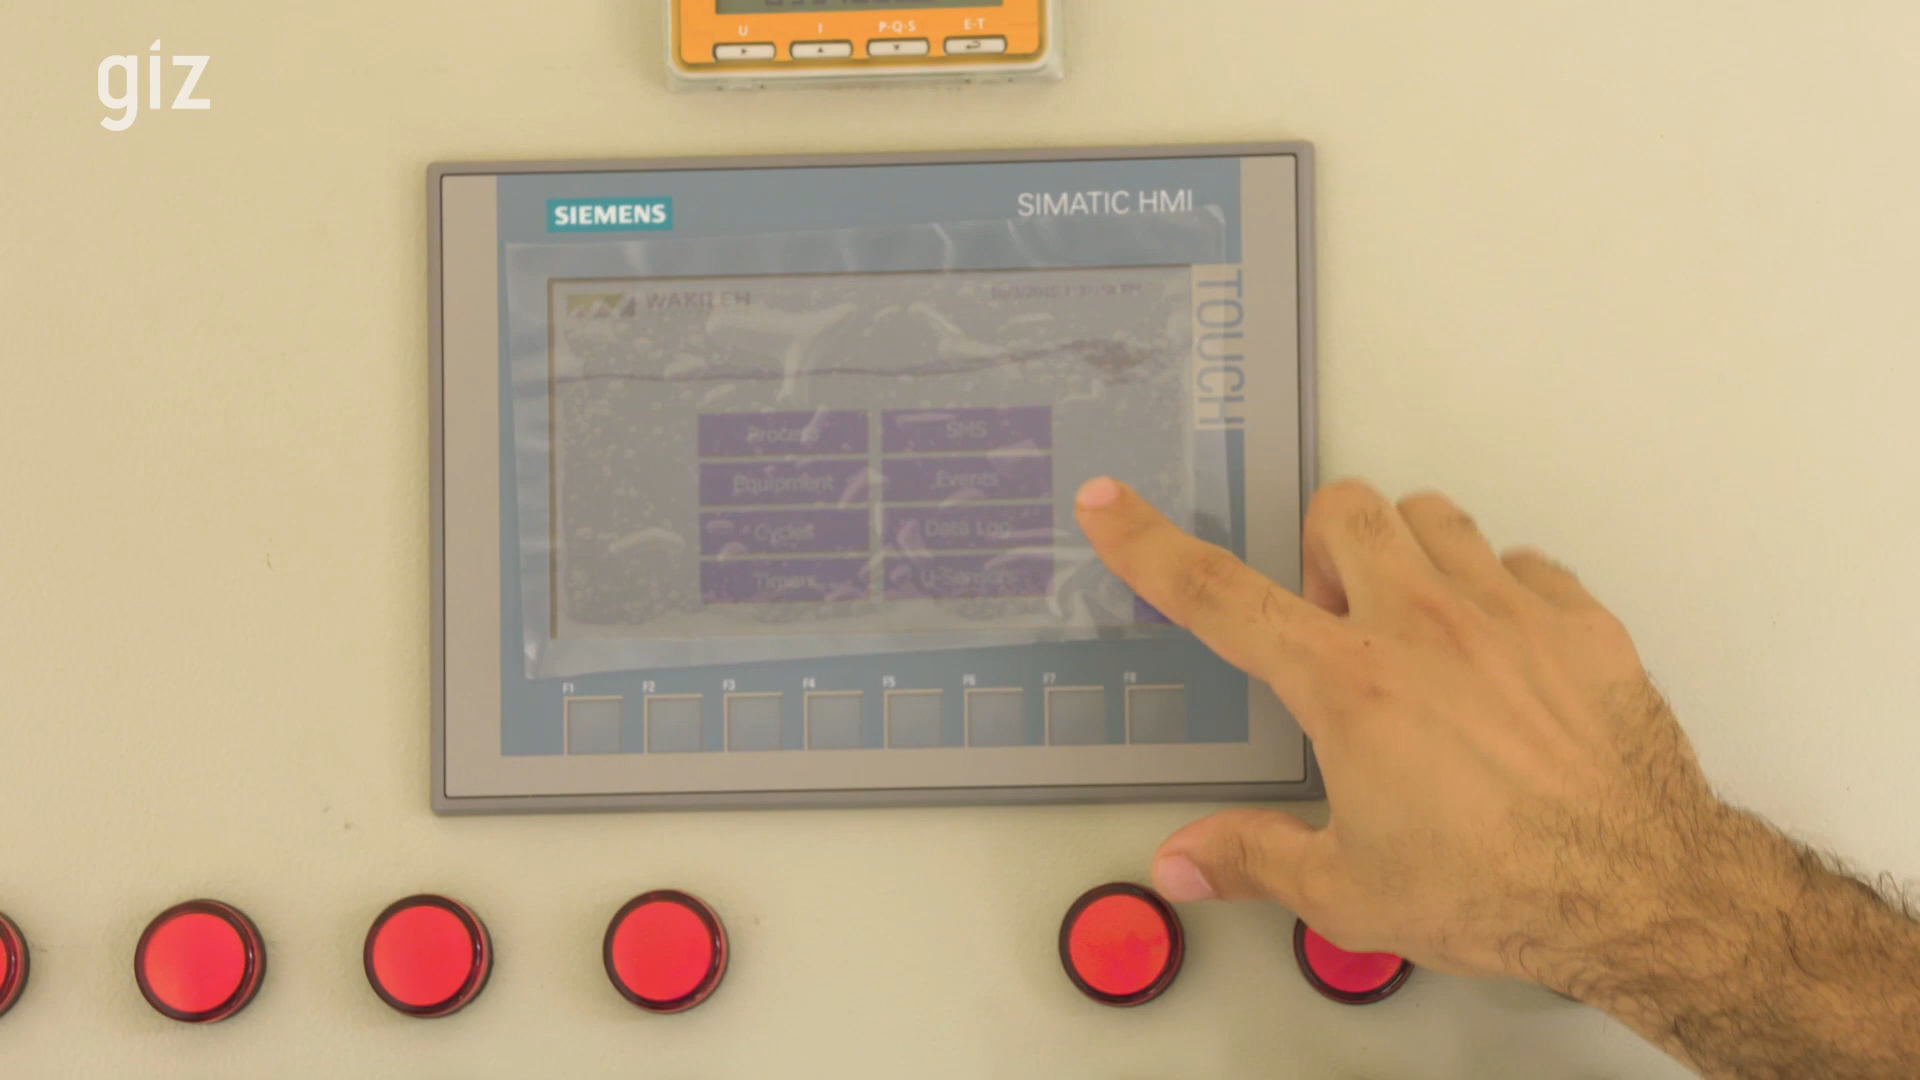 U I P-Q-S E-T
giz
SIEMENS
SIMATIC HMI
WAKILEH
TOUCH
Process SMS
Equipment Events
Cycles Data Log
Timers
F1 F2 F3 F4 F5 F6 F7 F8